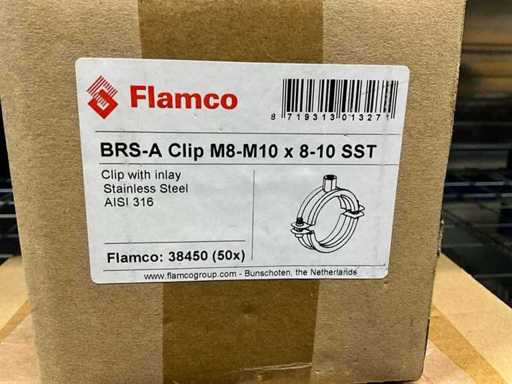 Flamco
8 719313 013271
BRS-A Clip M8-M10 x 8-10 SST
Clip with inlay
Stainless Steel
AISI 316
Flamco: 38450 (50x)
www.flamcogroup.com - Bunschoten, the Netherlands